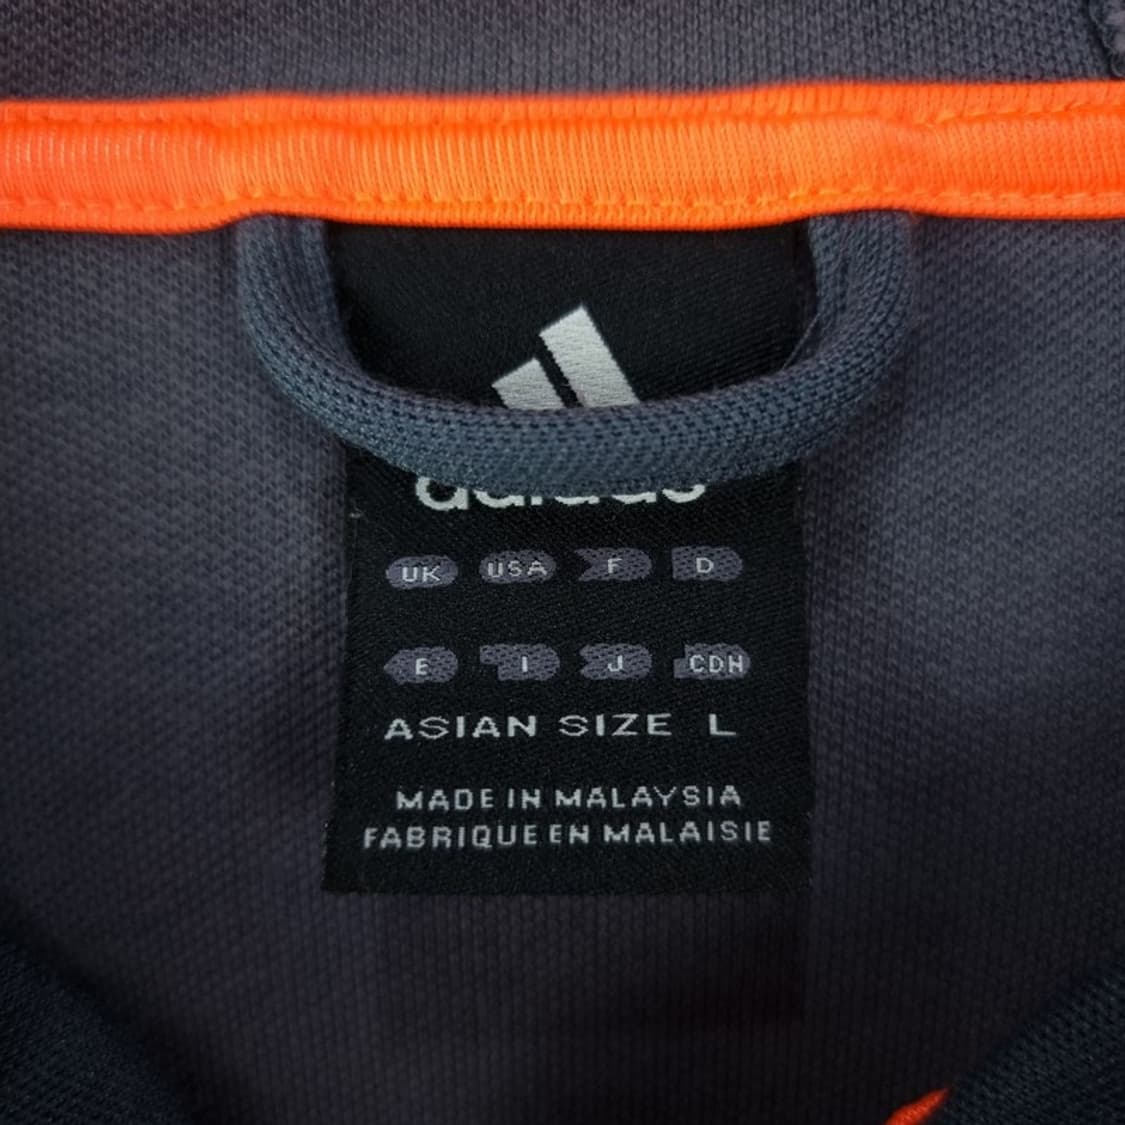 adidas
UK USA F D
E I J CDN
ASIAN SIZE L
MADE IN MALAYSIA
FABRIQUE EN MALAISIE